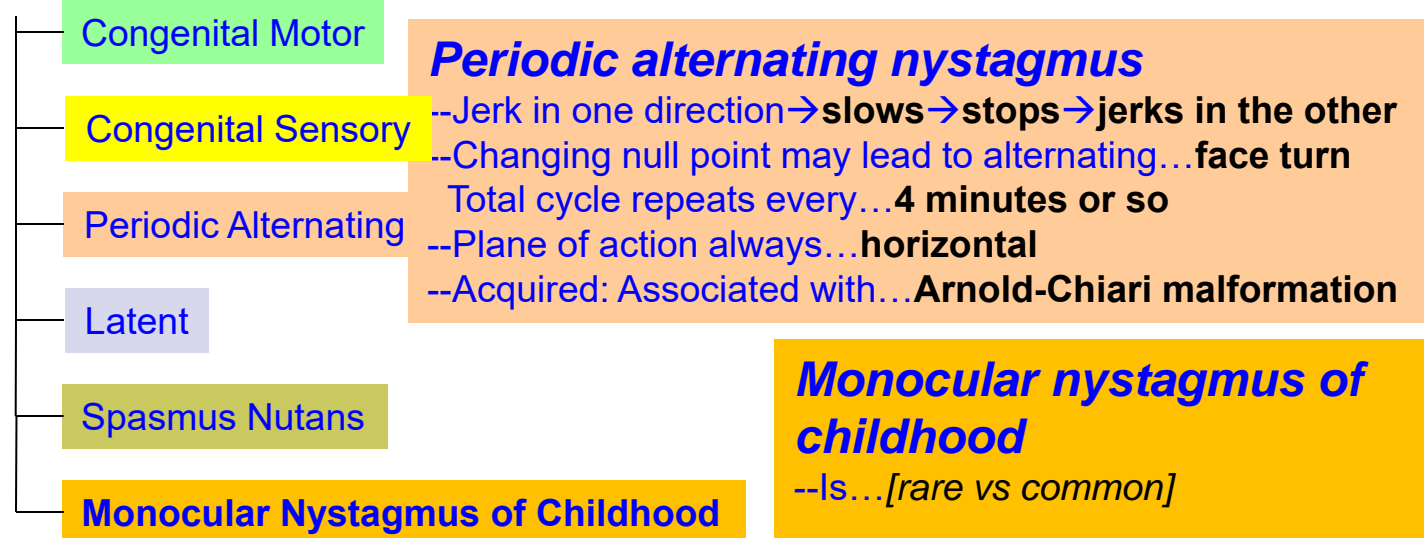 Congenital Motor
Congenital Sensory
Periodic Alternating
Latent
Spasmus Nutans
Monocular Nystagmus of Childhood
Periodic alternating nystagmus
--Jerk in one direction→slows→stops→jerks in the other
--Changing null point may lead to alternating…face turn
Total cycle repeats every…4 minutes or so
--Plane of action always…horizontal
--Acquired: Associated with…Arnold-Chiari malformation
Monocular nystagmus of
childhood
--Is…[rare vs common]